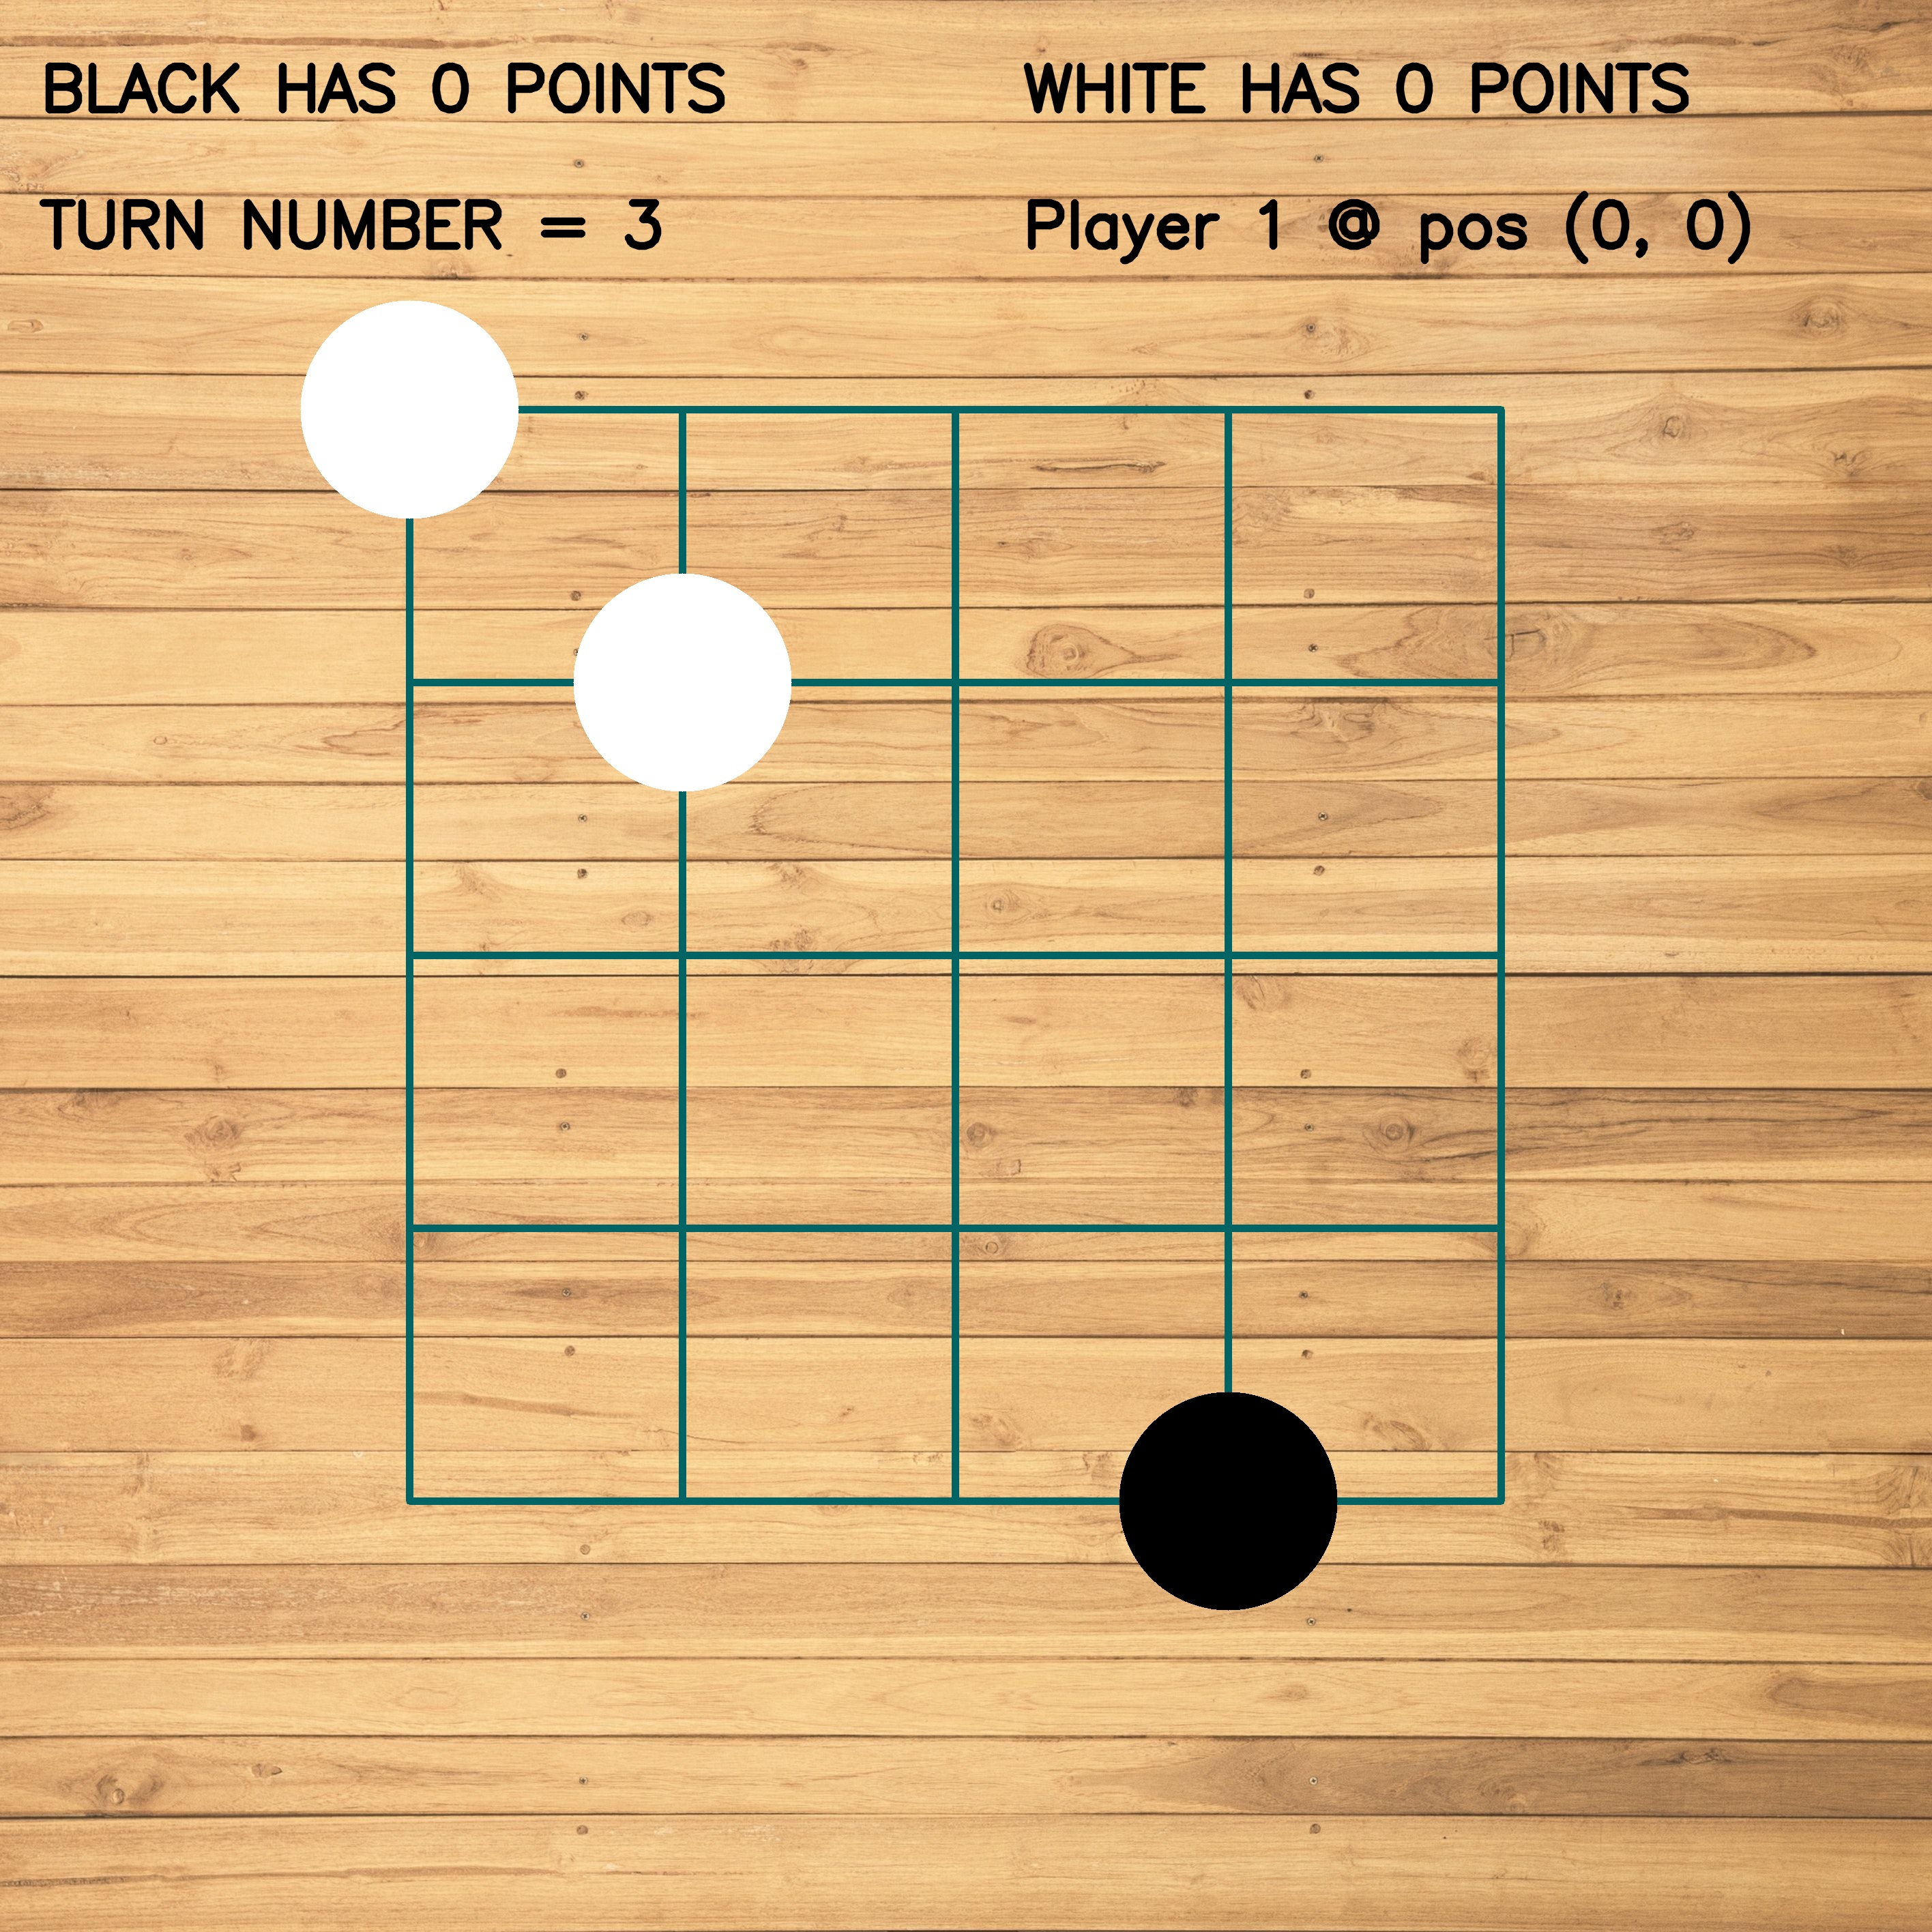 BLACK HAS 0 POINTS
WHITE HAS 0 POINTS
TURN NUMBER = 3
Player 1 @ pos (0, 0)